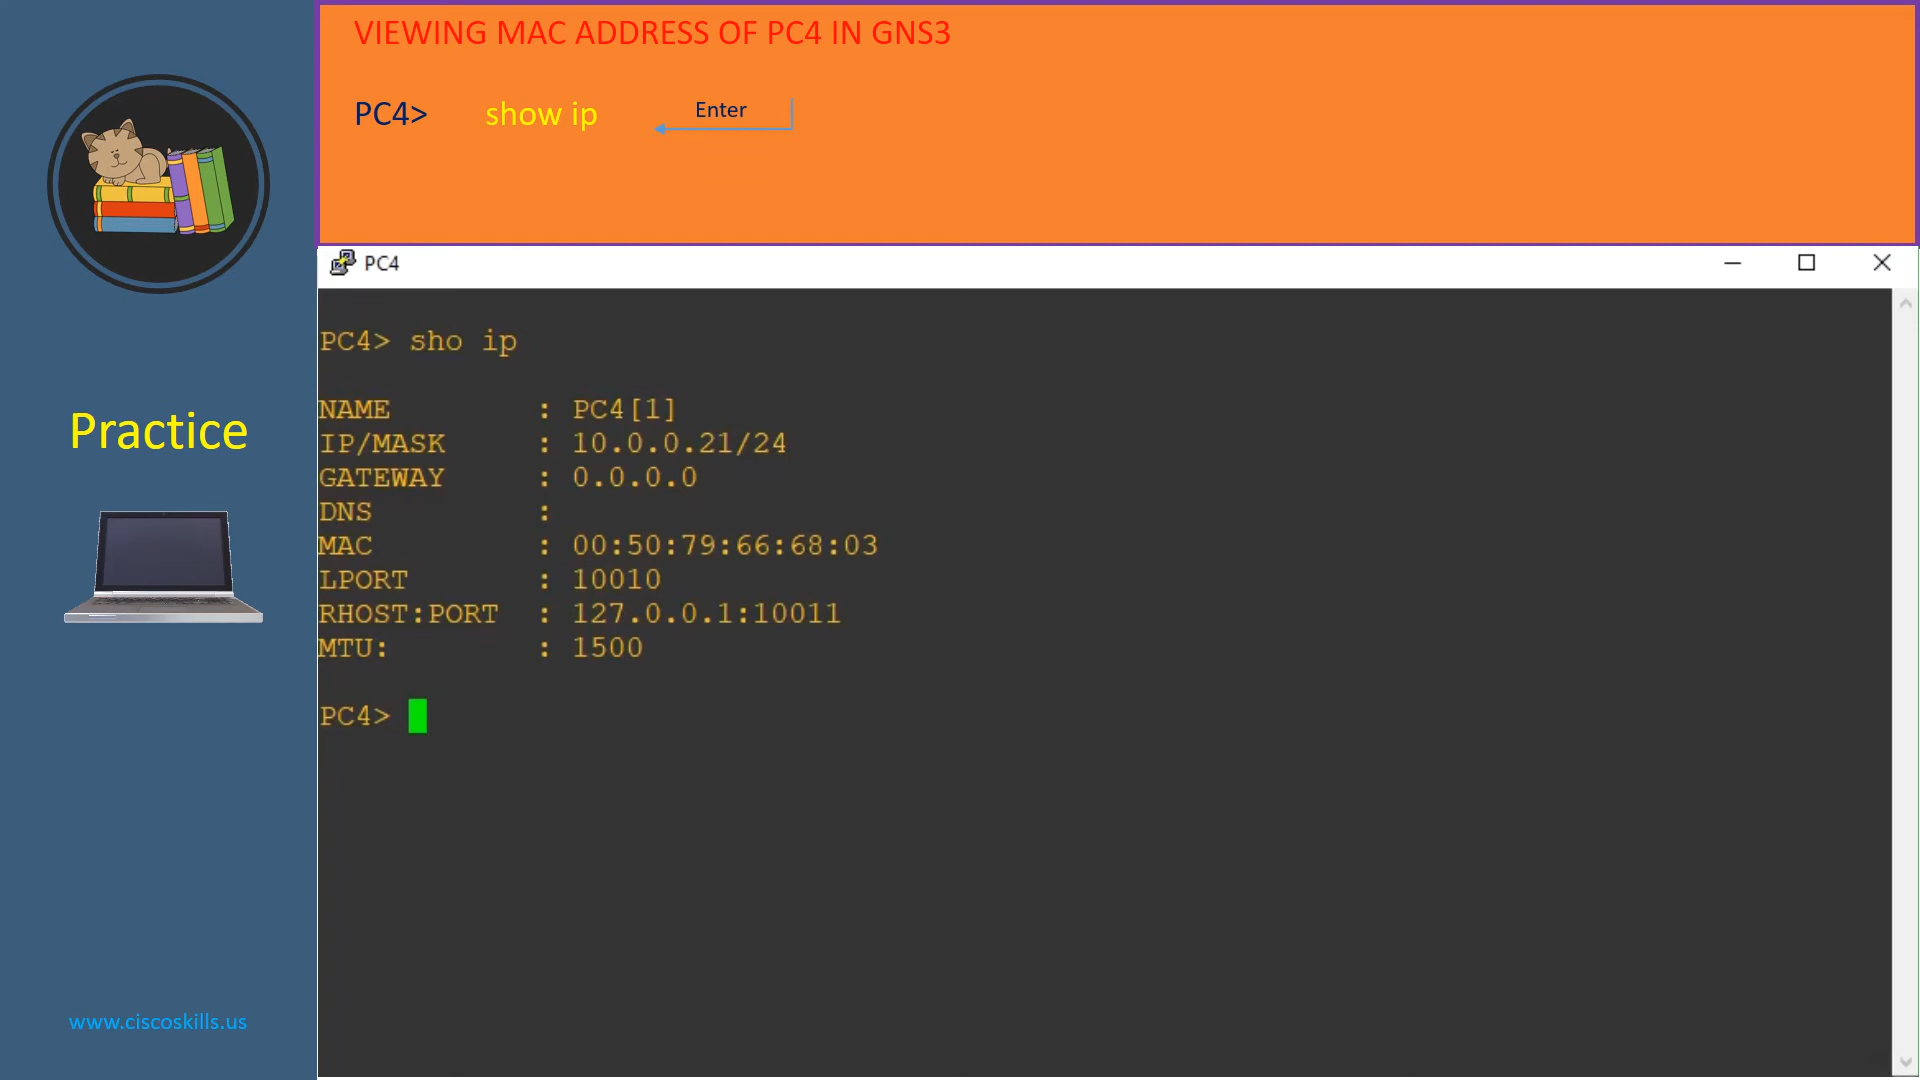 VIEWING MAC ADDRESS OF PC4 IN GNS3
PC4> show ip Enter
PC4
PC4> sho ip
NAME : PC4[1]
IP/MASK : 10.0.0.21/24
GATEWAY : 0.0.0.0
DNS :
MAC : 00:50:79:66:68:03
LPORT : 10010
RHOST:PORT : 127.0.0.1:10011
MTU: : 1500
PC4>
Practice
www.ciscoskills.us